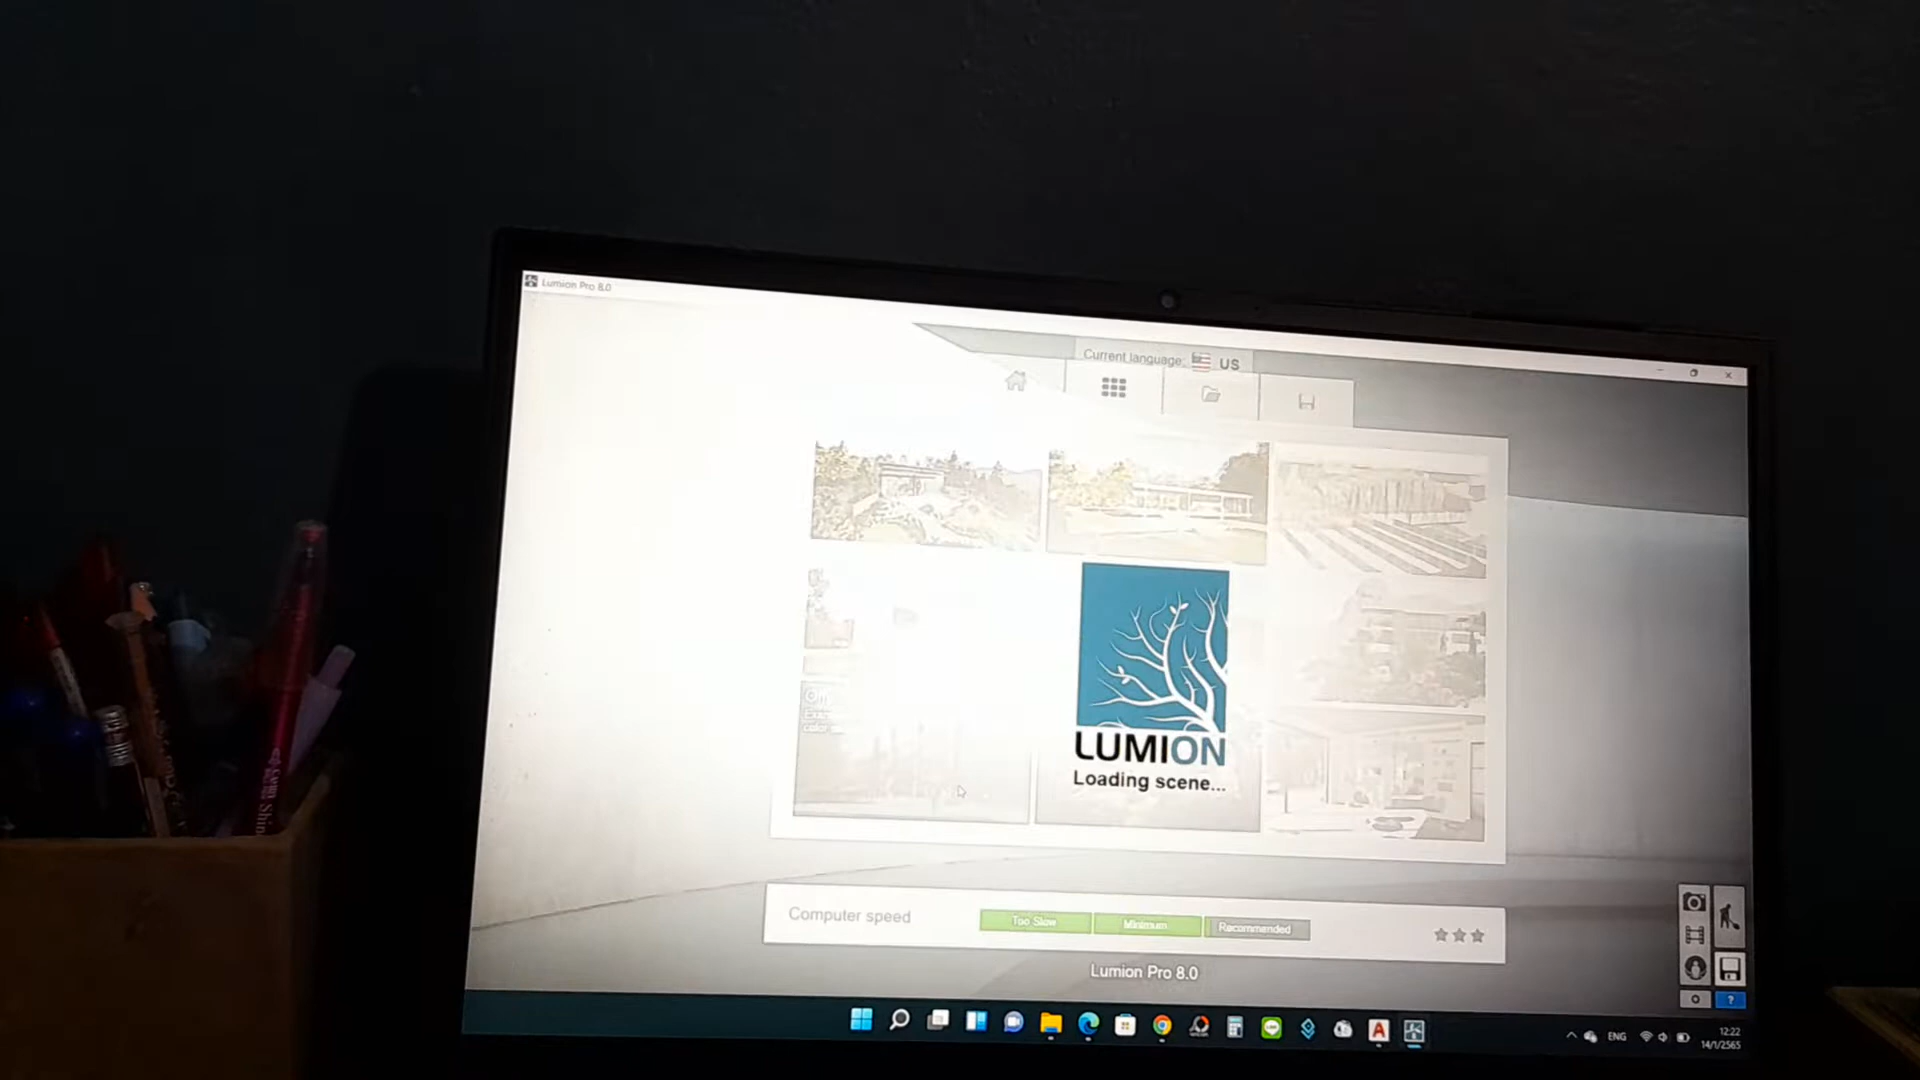 Lumion Pro 8.0
Current language: US
LUMION
Loading scene...
Computer speed
Too Slow
Minimum
Recommended
Lumion Pro 8.0
?
ENG
12:22
14/1/2565